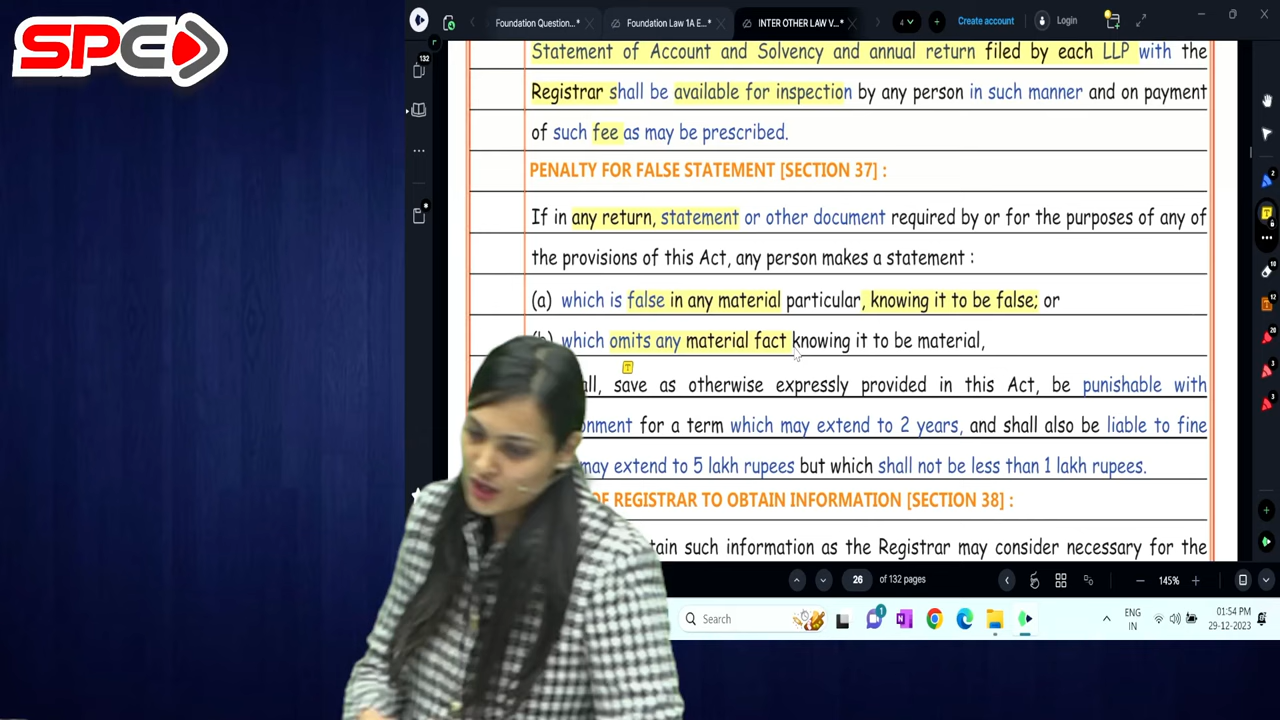 SPC
Foundation Question...*
Foundation Law 1A E...*
INTER OTHER LAW V...*
4
Create account
Login
132
Statement of Account and Solvency and annual return filed by each LLP with the
Registrar shall be available for inspection by any person in such manner and on payment
of such fee as may be prescribed.
PENALTY FOR FALSE STATEMENT [SECTION 37] :
If in any return, statement or other document required by or for the purposes of any of
the provisions of this Act, any person makes a statement :
(a) which is false in any material particular, knowing it to be false; or
which omits any material fact knowing it to be material,
save as otherwise expressly provided in this Act, be punishable with
for a term which may extend to 2 years, and shall also be liable to fine
may extend to 5 lakh rupees but which shall not be less than 1 lakh rupees.
OF REGISTRAR TO OBTAIN INFORMATION [SECTION 38] :
such information as the Registrar may consider necessary for the
26 of 132 pages
145%
Search
1
ENG
IN
01:54 PM
29-12-2023